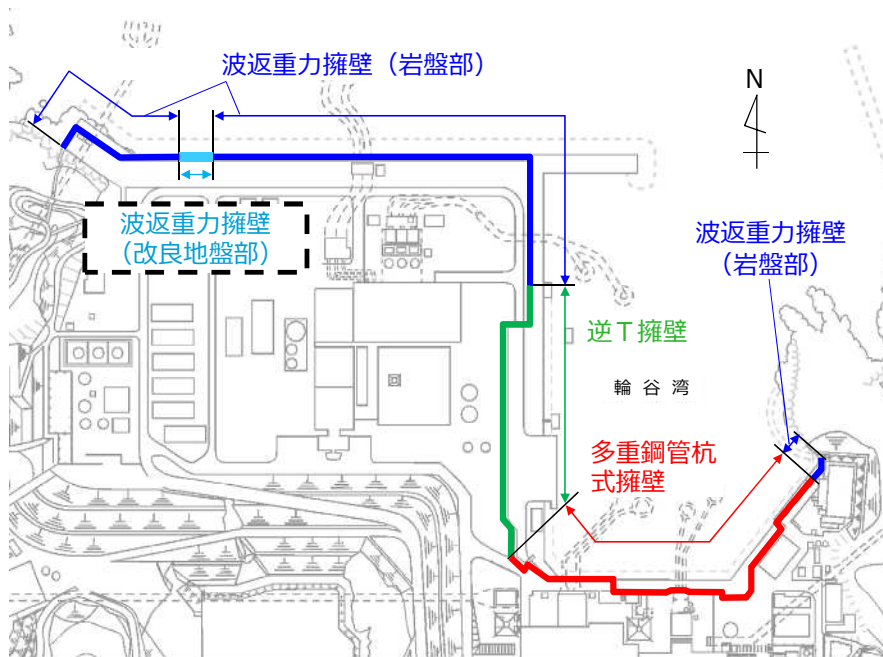 波返重力擁壁（岩盤部）
N
波返重力擁壁
（改良地盤部）
波返重力擁壁
（岩盤部）
逆Ｔ擁壁
輪谷湾
多重鋼管杭
式擁壁